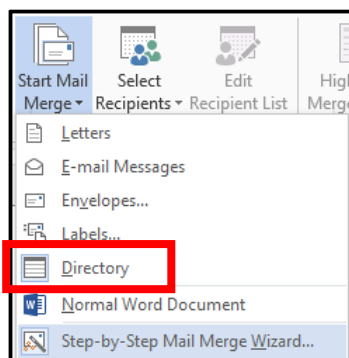 Start Mail Select Edit
Merge Recipients Recipient List
Letters
E-mail Messages
Envelopes...
Labels...
Directory
Normal Word Document
Step-by-Step Mail Merge Wizard...